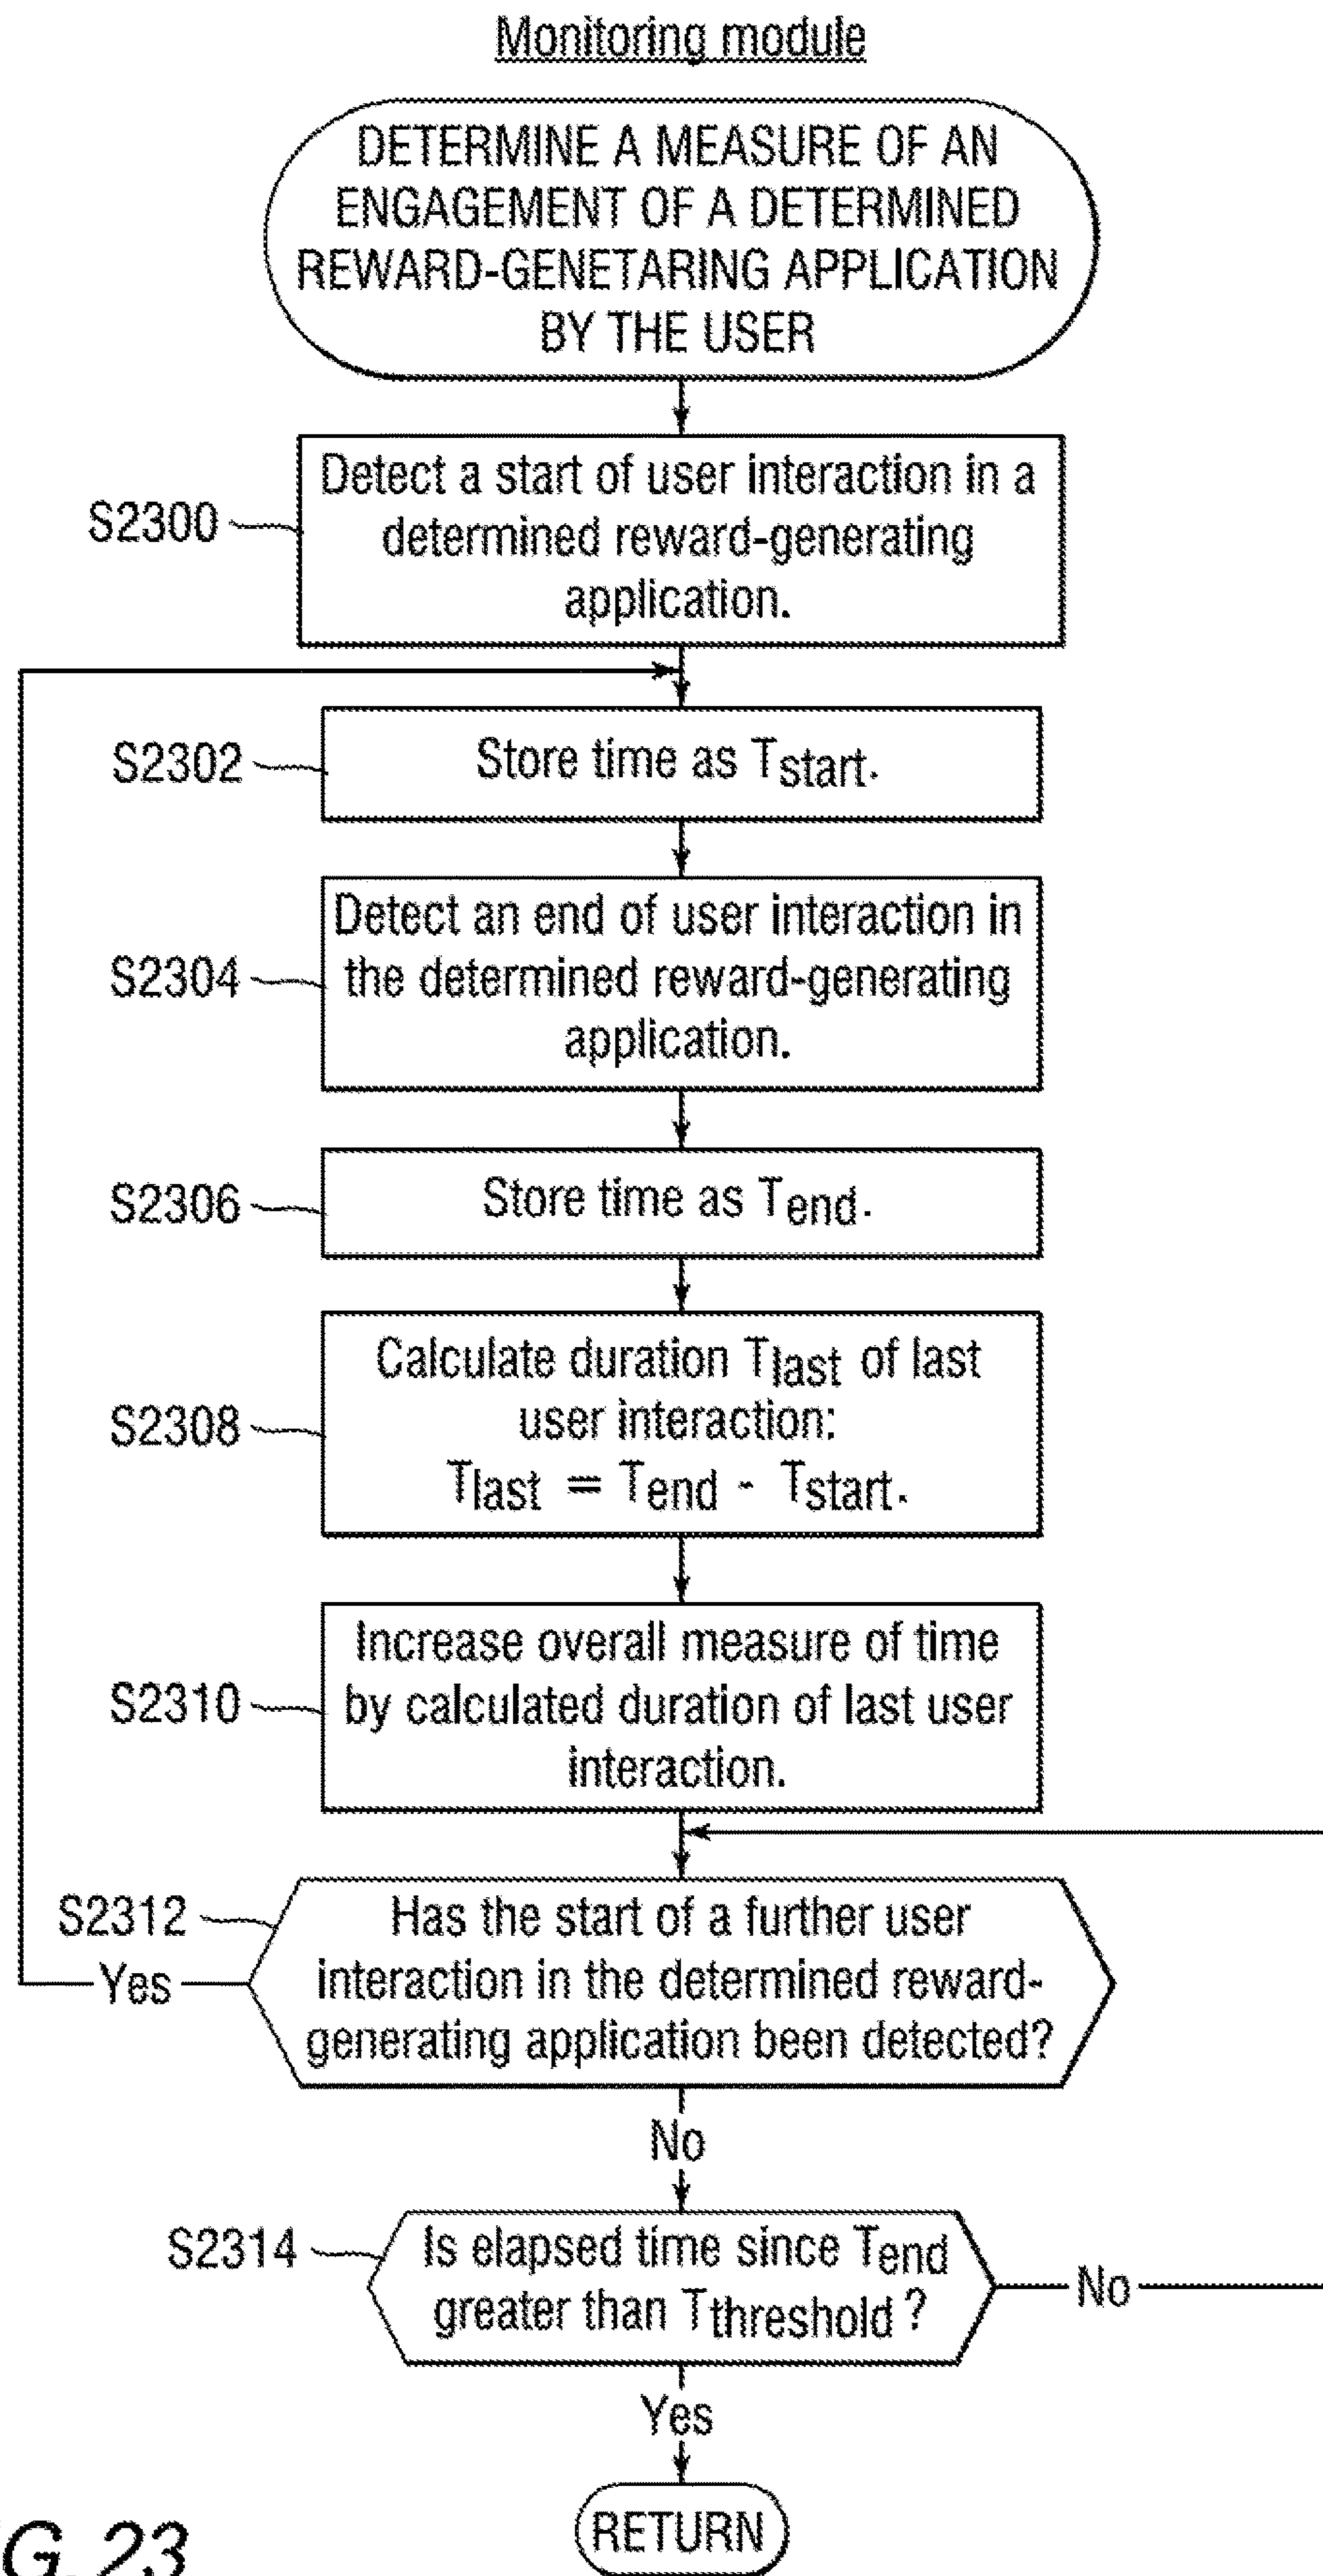 Monitoring module
DETERMINE A MEASURE OF AN
ENGAGEMENT OF A DETERMINED
REWARD-GENETARING APPLICATION
BY THE USER
S2300
Detect a start of user interaction in a
determined reward-generating
application.
S2302
Store time as Tstart.
S2304
Detect an end of user interaction in
the determined reward-generating
application.
S2306
Store time as Tend.
S2308
Calculate duration Tlast of last
user interaction:
Tlast = Tend - Tstart.
S2310
Increase overall measure of time
by calculated duration of last user
interaction.
S2312
Has the start of a further user
interaction in the determined reward-
generating application been detected?
Yes
No
S2314
Is elapsed time since Tend
greater than Tthreshold?
No
Yes
RETURN
G. 23